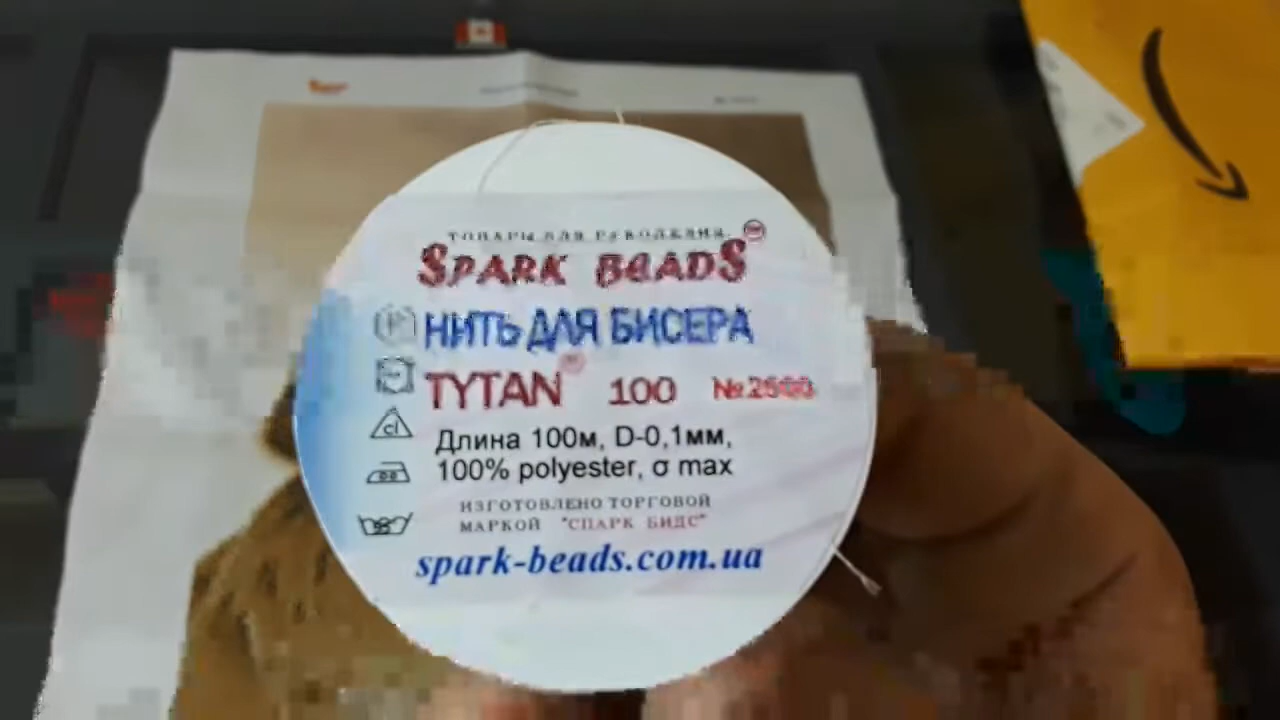 ТОВАРЫ ДЛЯ РУКОДЕЛИЯ
SPARK BEADS
НИТЬ ДЛЯ БИСЕРА
TYTAN 100
Длина 100м, D-0,1мм,
100% polyester, σ max
ИЗГОТОВЛЕНО ТОРГОВОЙ
МАРКОЙ "СПАРК БИДС"
spark-beads.com.ua
cl